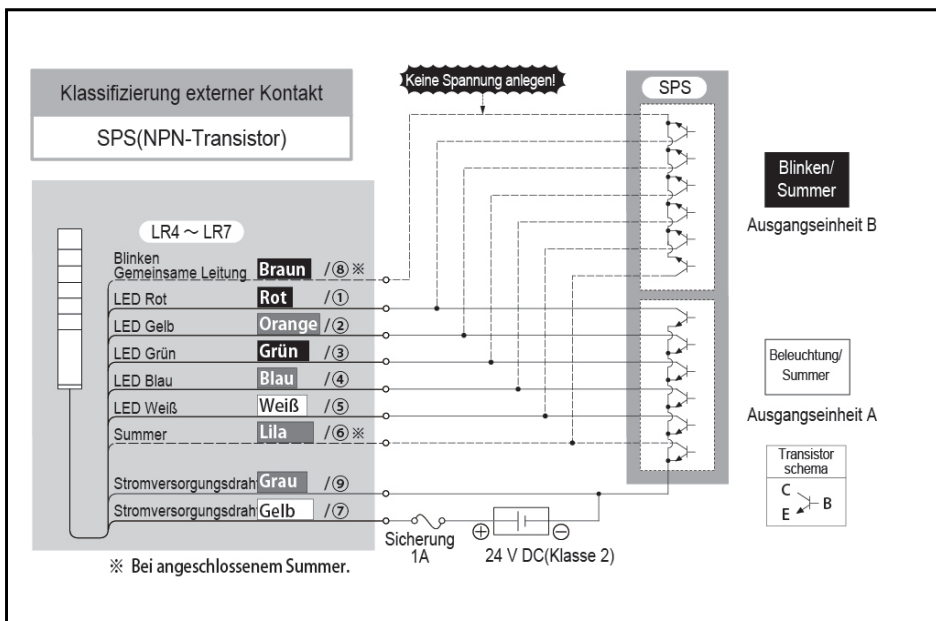 Klassifizierung externer Kontakt
SPS(NPN-Transistor)
Keine Spannung anlegen!
SPS
Blinken/
Summer
Ausgangseinheit B
LR4 ～ LR7
Blinken
Gemeinsame Leitung Braun /⑧ ※
LED Rot Rot /①
LED Gelb Orange /②
LED Grün Grün /③
LED Blau Blau /④
LED Weiß Weiß /⑤
Summer Lila /⑥ ※
Stromversorgungsdraht Grau /⑨
Stromversorgungsdraht Gelb /⑦
Beleuchtung/
Summer
Ausgangseinheit A
Transistor
schema
C
B
E
Sicherung
1A
⊕ ⊖
24 V DC(Klasse 2)
※ Bei angeschlossenem Summer.